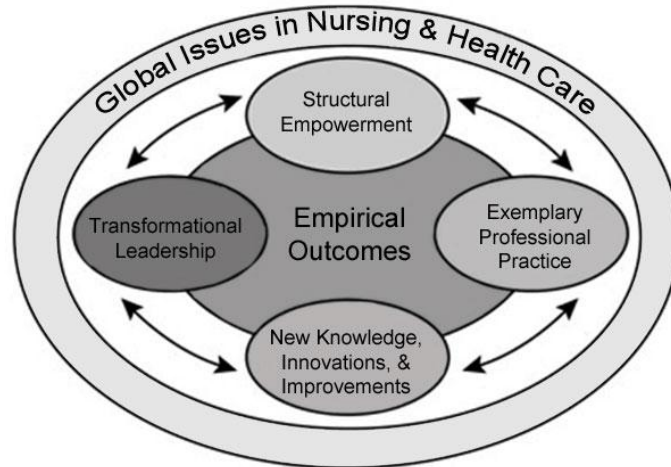 Global Issues in Nursing & Health Care
Structural
Empowerment
Transformational
Leadership
Empirical
Outcomes
Exemplary
Professional
Practice
New Knowledge,
Innovations, &
Improvements